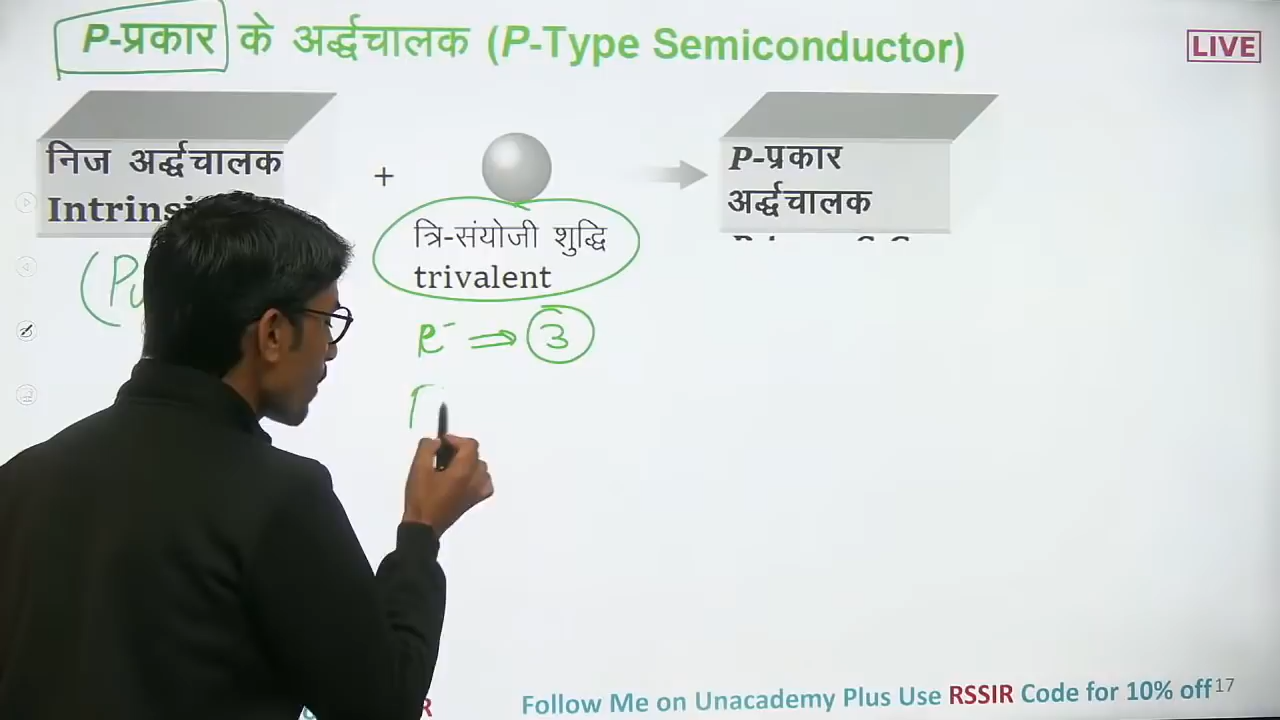 P-प्रकार के अर्द्धचालक (P-Type Semiconductor)
LIVE
निज अर्द्धचालक
+
त्रि-संयोजी शुद्धि
trivalent
P-प्रकार
अर्द्धचालक
e⁻ ⇒ 3
Follow Me on Unacademy Plus Use RSSIR Code for 10% off
17